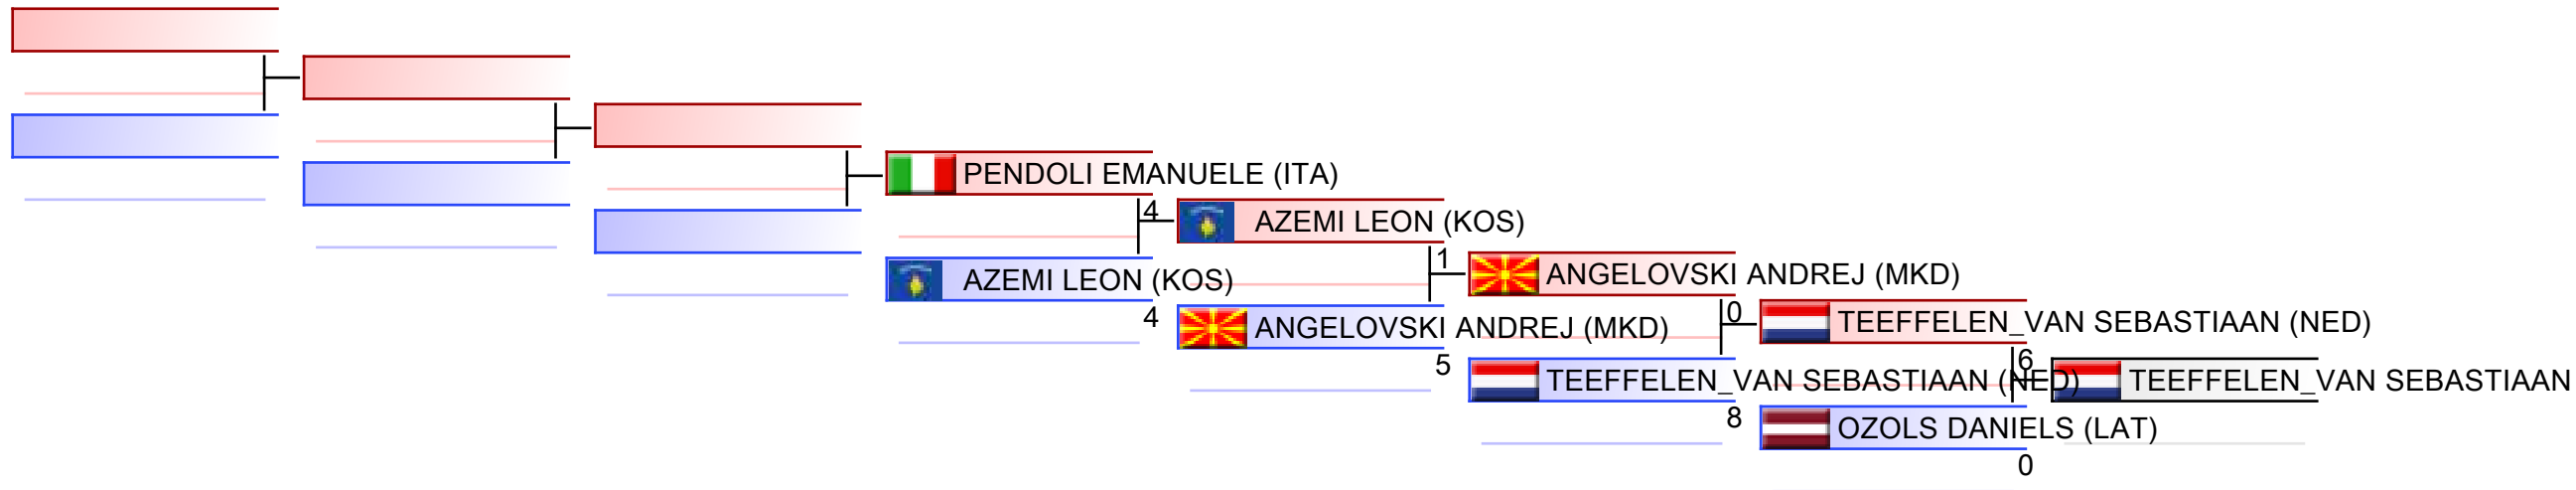 PENDOLI EMANUELE (ITA)
4
AZEMI LEON (KOS)
4
AZEMI LEON (KOS)
1
ANGELOVSKI ANDREJ (MKD)
5
ANGELOVSKI ANDREJ (MKD)
0
TEEFFELEN_VAN SEBASTIAAN (NED)
8
TEEFFELEN_VAN SEBASTIAAN (NED)
6
OZOLS DANIELS (LAT)
0
TEEFFELEN_VAN SEBASTIAAN